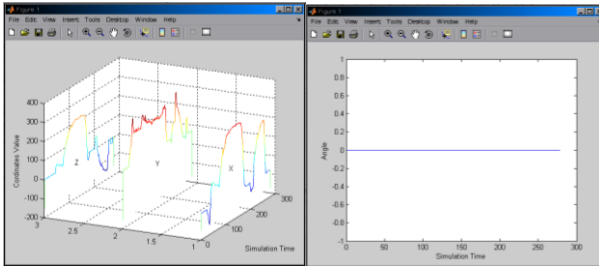 Figure 1
File Edit View Insert Tools Desktop Window Help
Cordinates Value
400
300
200
100
0
-100
-200
Z
Y
X
3
2.5
2
1.5
1
0
100
200
300
Simulation Time
Figure 1
File Edit View Insert Tools Desktop Window Help
Angle
1
0.8
0.6
0.4
0.2
0
-0.2
-0.4
-0.6
-0.8
-1
0 50 100 150 200 250 300
Simulation Time